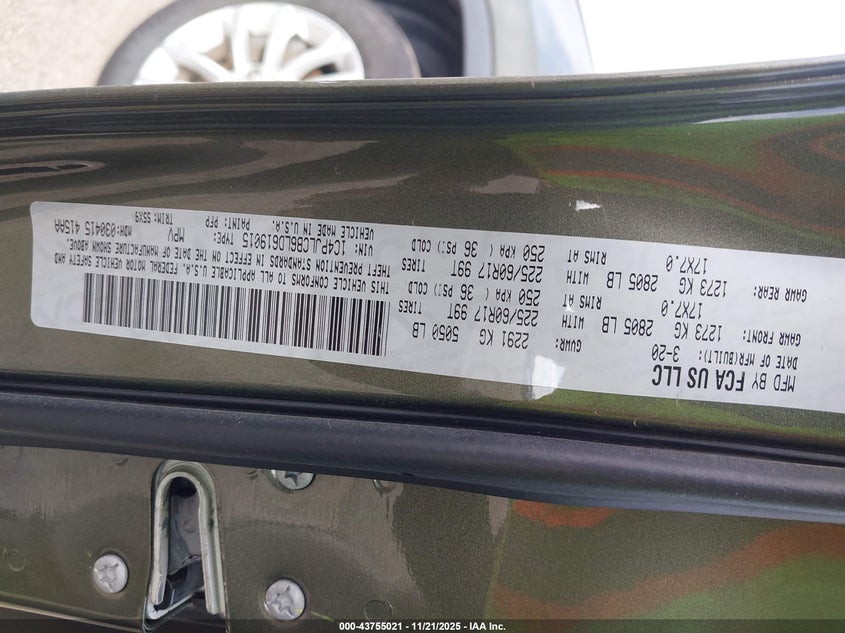 MFD BY FCA US LLC
DATE OF MFR(BUILT): 3-20 GVWR: 2291 KG 5050 LB
GAWR FRONT: 1273 KG 2805 LB WITH 225/60R17 99T TIRES
17X7.0 RIMS AT 250 KPA ( 36 PSI) COLD
GAWR REAR: 1273 KG 2805 LB WITH 225/60R17 99T TIRES
17X7.0 RIMS AT 250 KPA ( 36 PSI) COLD
THIS VEHICLE CONFORMS TO ALL APPLICABLE U.S.A. FEDERAL MOTOR VEHICLE SAFETY AND
THEFT PREVENTION STANDARDS IN EFFECT ON THE DATE OF MANUFACTURE SHOWN ABOVE.
VIN: 1C4PJLCB6LD619015 TYPE: MPV MDH:030415 415AA
VEHICLE MADE IN U.S.A. PAINT: PFP TRIM: S5X9
000-43755021 - 11/21/2025 - IAA Inc.